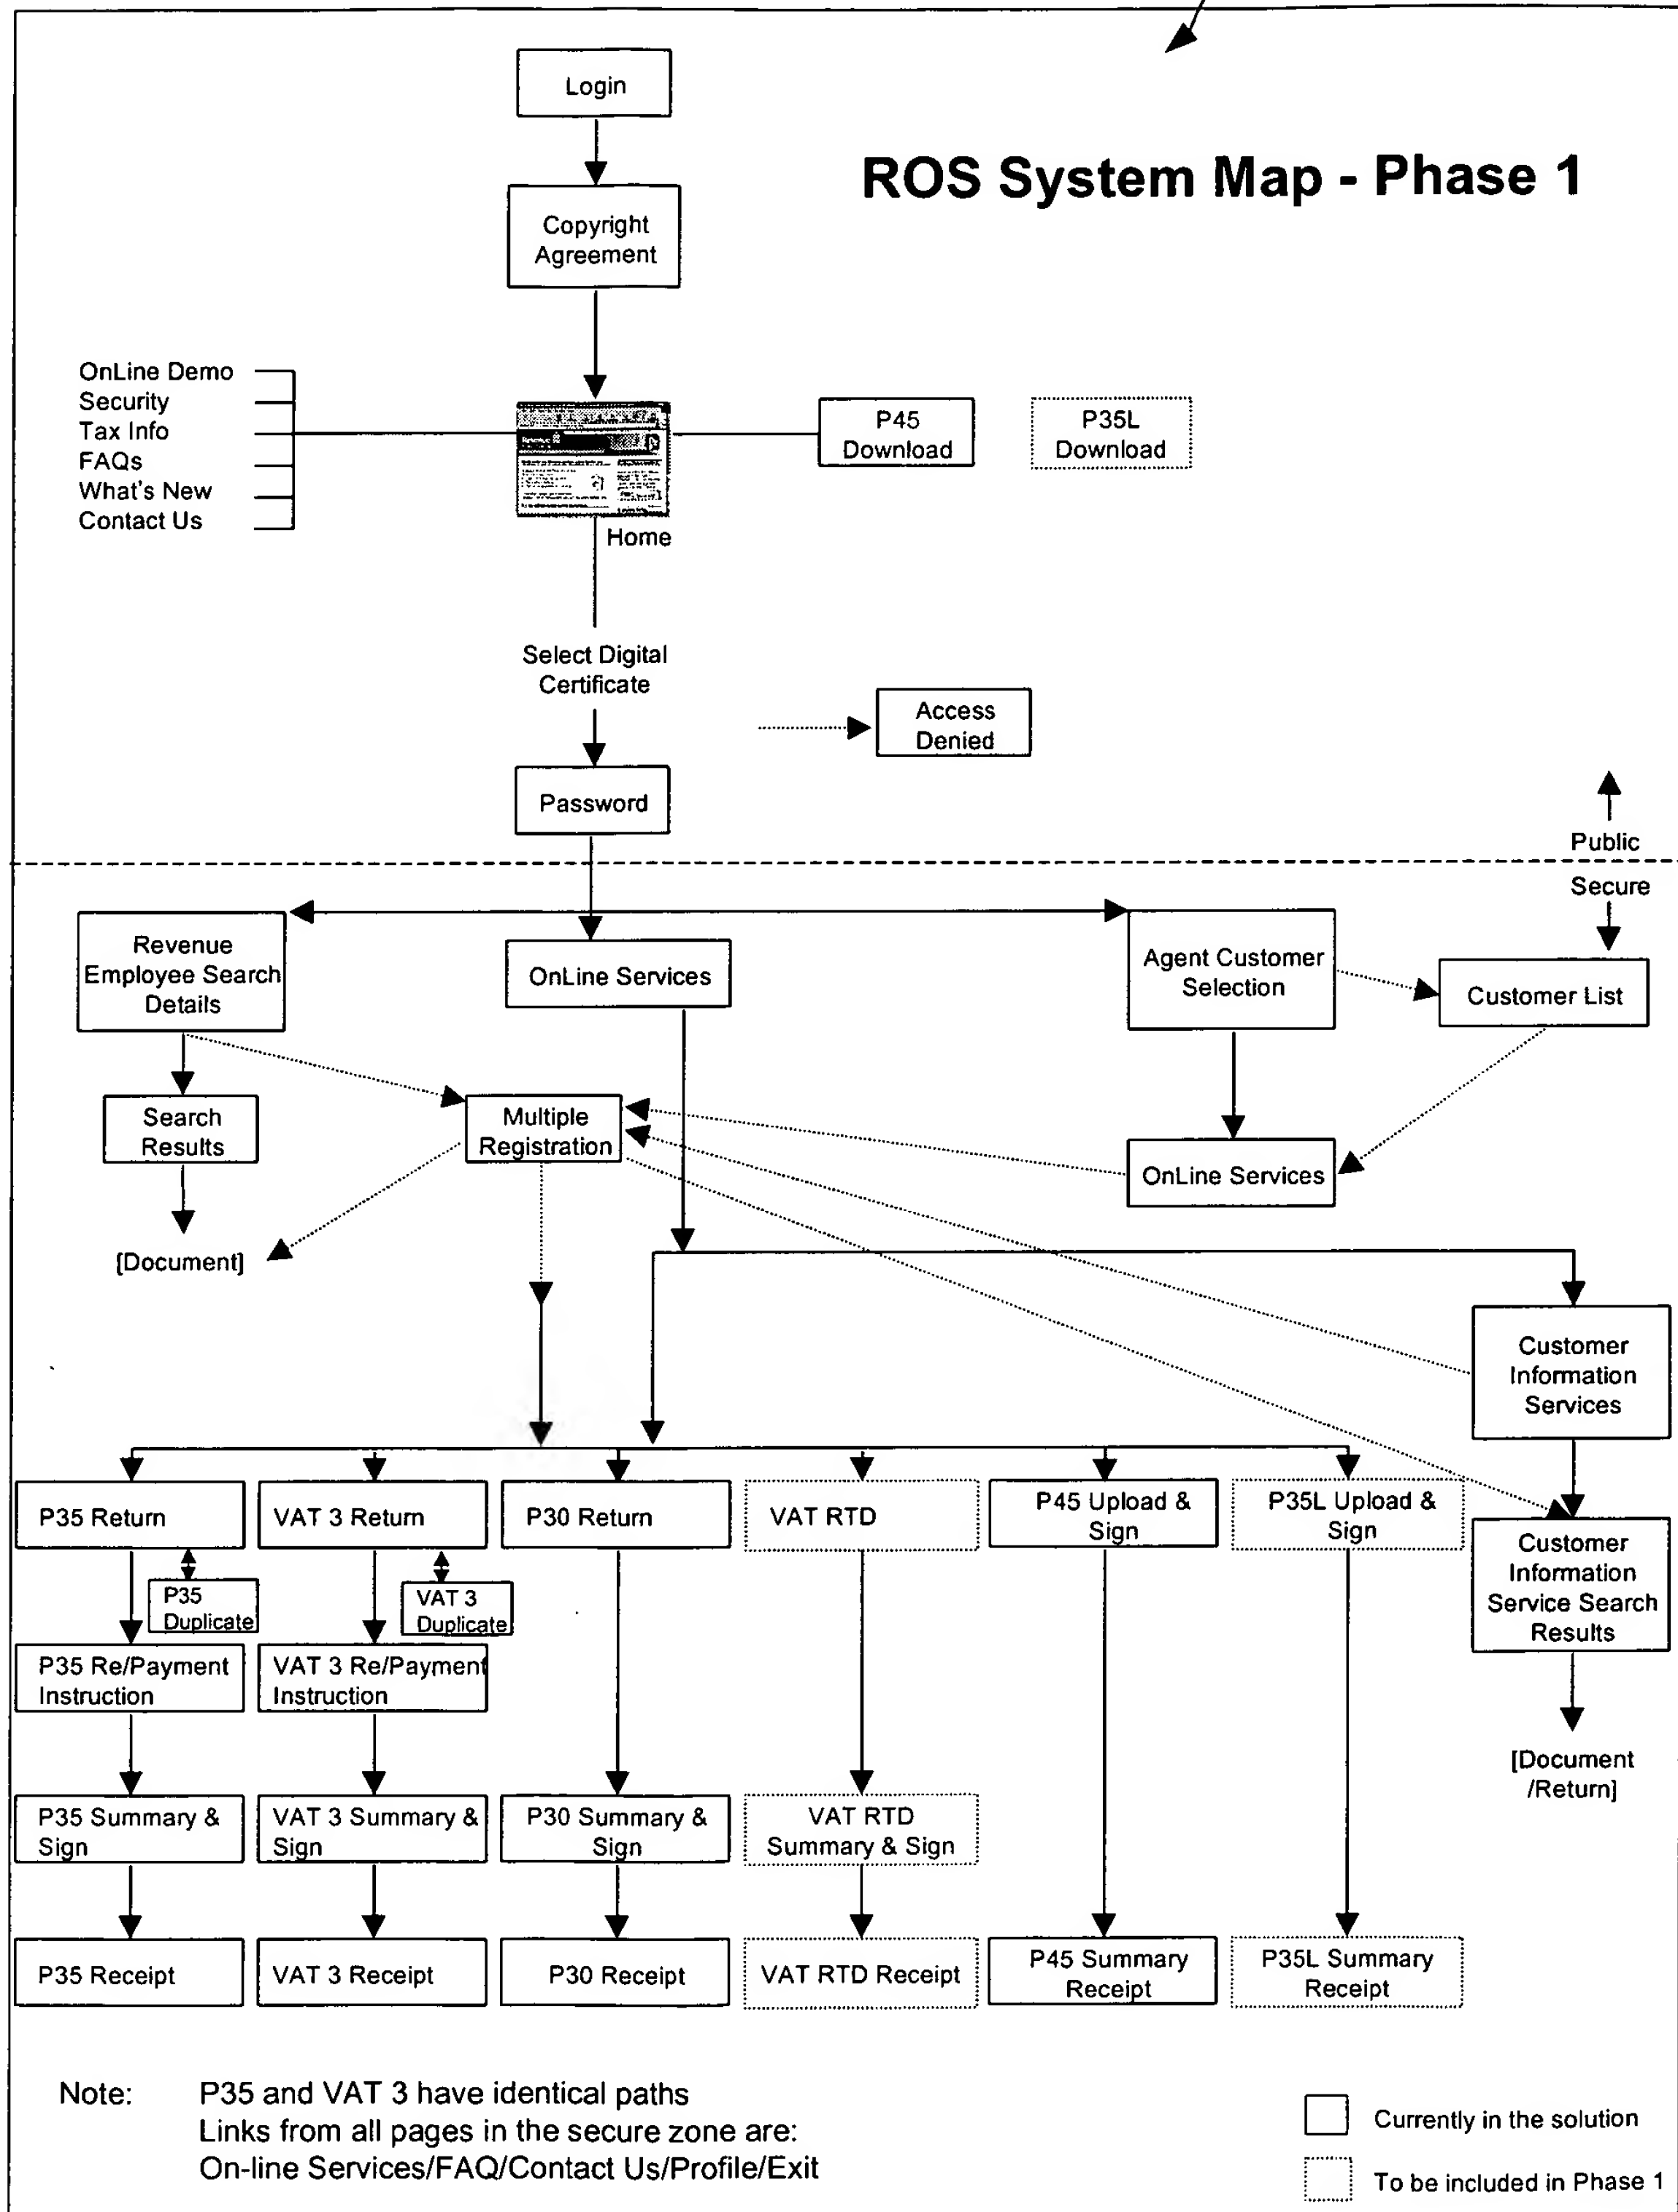 Login
ROS System Map - Phase 1
Copyright
Agreement
OnLine Demo
Security
Tax Info
FAQs
What's New
Contact Us
Home
P45
Download
P35L
Download
Select Digital
Certificate
Access
Denied
Password
Public
Secure
Revenue
Employee Search
Details
OnLine Services
Agent Customer
Selection
Customer List
Search
Results
Multiple
Registration
OnLine Services
[Document]
Customer
Information
Services
P35 Return
VAT 3 Return
P30 Return
VAT RTD
P45 Upload &
Sign
P35L Upload &
Sign
Customer
Information
Service Search
Results
P35
Duplicate
VAT 3
Duplicate
P35 Re/Payment
Instruction
VAT 3 Re/Payment
Instruction
[Document
/Return]
P35 Summary &
Sign
VAT 3 Summary &
Sign
P30 Summary &
Sign
VAT RTD
Summary & Sign
P35 Receipt
VAT 3 Receipt
P30 Receipt
VAT RTD Receipt
P45 Summary
Receipt
P35L Summary
Receipt
Note: P35 and VAT 3 have identical paths
Links from all pages in the secure zone are:
On-line Services/FAQ/Contact Us/Profile/Exit
Currently in the solution
To be included in Phase 1